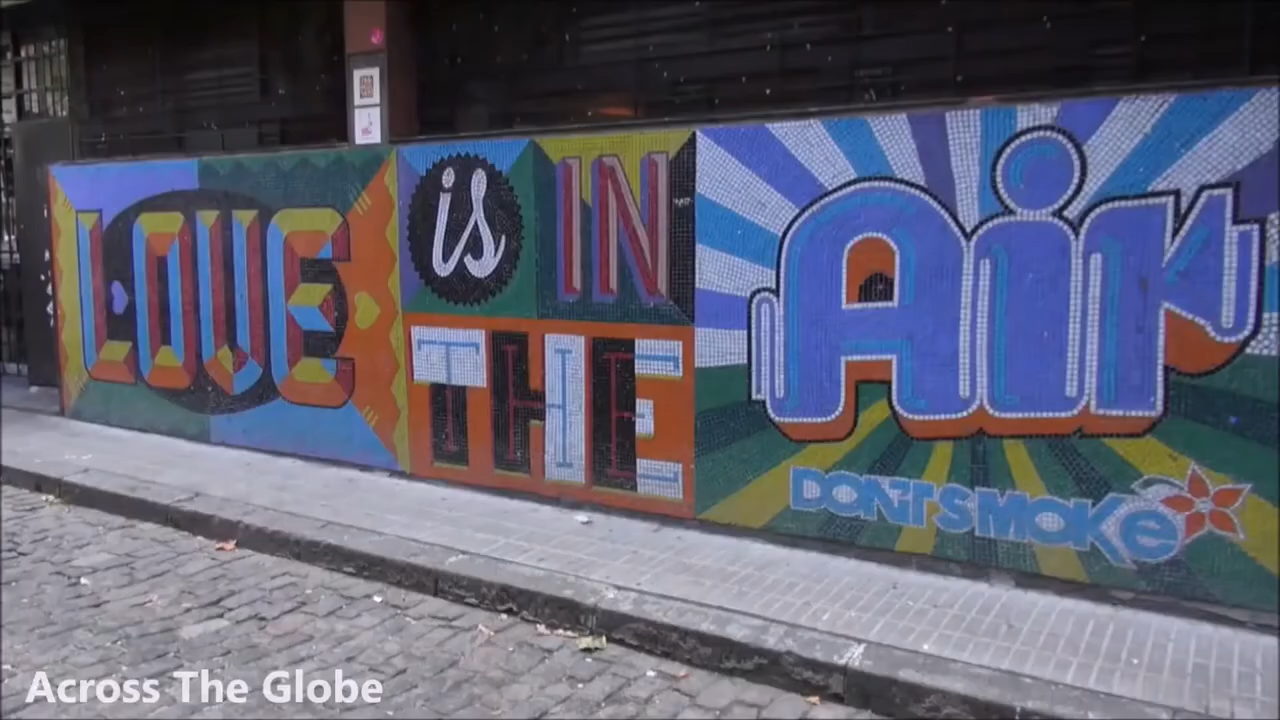 LOVE is IN
THE
Air
DON'T SMOKe
Across The Globe